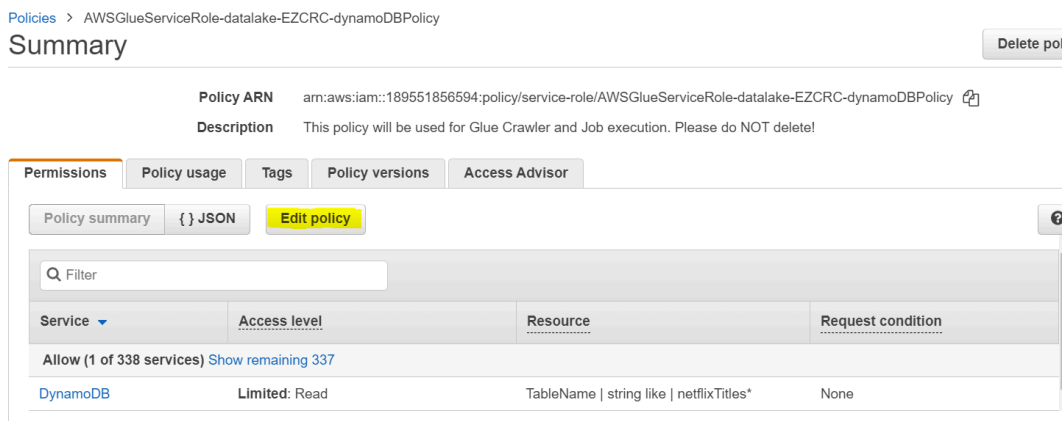 Policies > AWSGlueServiceRole-datalake-EZCRC-dynamoDBPolicy
Summary
Delete pol
Policy ARN arn:aws:iam::189551856594:policy/service-role/AWSGlueServiceRole-datalake-EZCRC-dynamoDBPolicy
Description This policy will be used for Glue Crawler and Job execution. Please do NOT delete!
Permissions Policy usage Tags Policy versions Access Advisor
Policy summary { } JSON Edit policy ?
Filter
Service Access level Resource Request condition
Allow (1 of 338 services) Show remaining 337
DynamoDB Limited: Read TableName | string like | netflixTitles* None